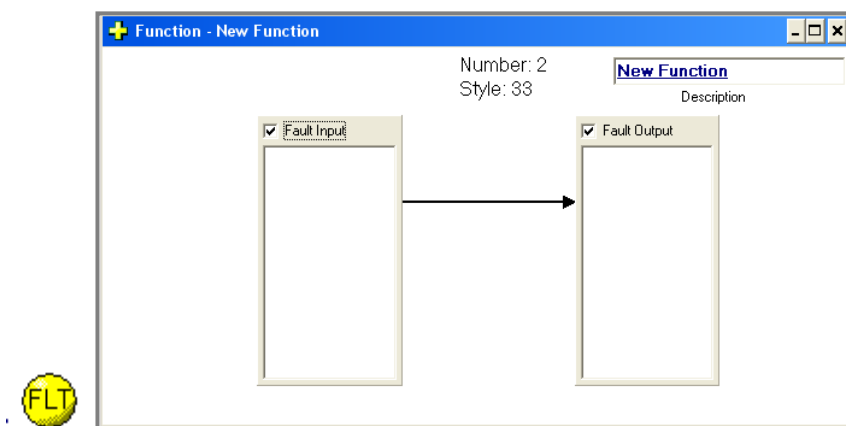 Function - New Function
Number: 2
New Function
Style: 33
Description
Fault Input
Fault Output
FLT